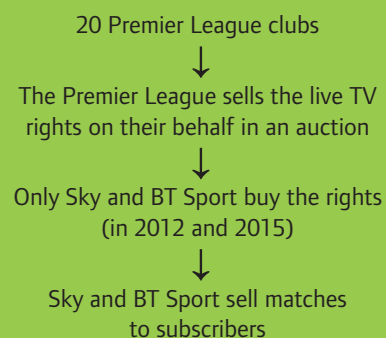 20 Premier League clubs
↓
The Premier League sells the live TV
rights on their behalf in an auction
↓
Only Sky and BT Sport buy the rights
(in 2012 and 2015)
↓
Sky and BT Sport sell matches
to subscribers